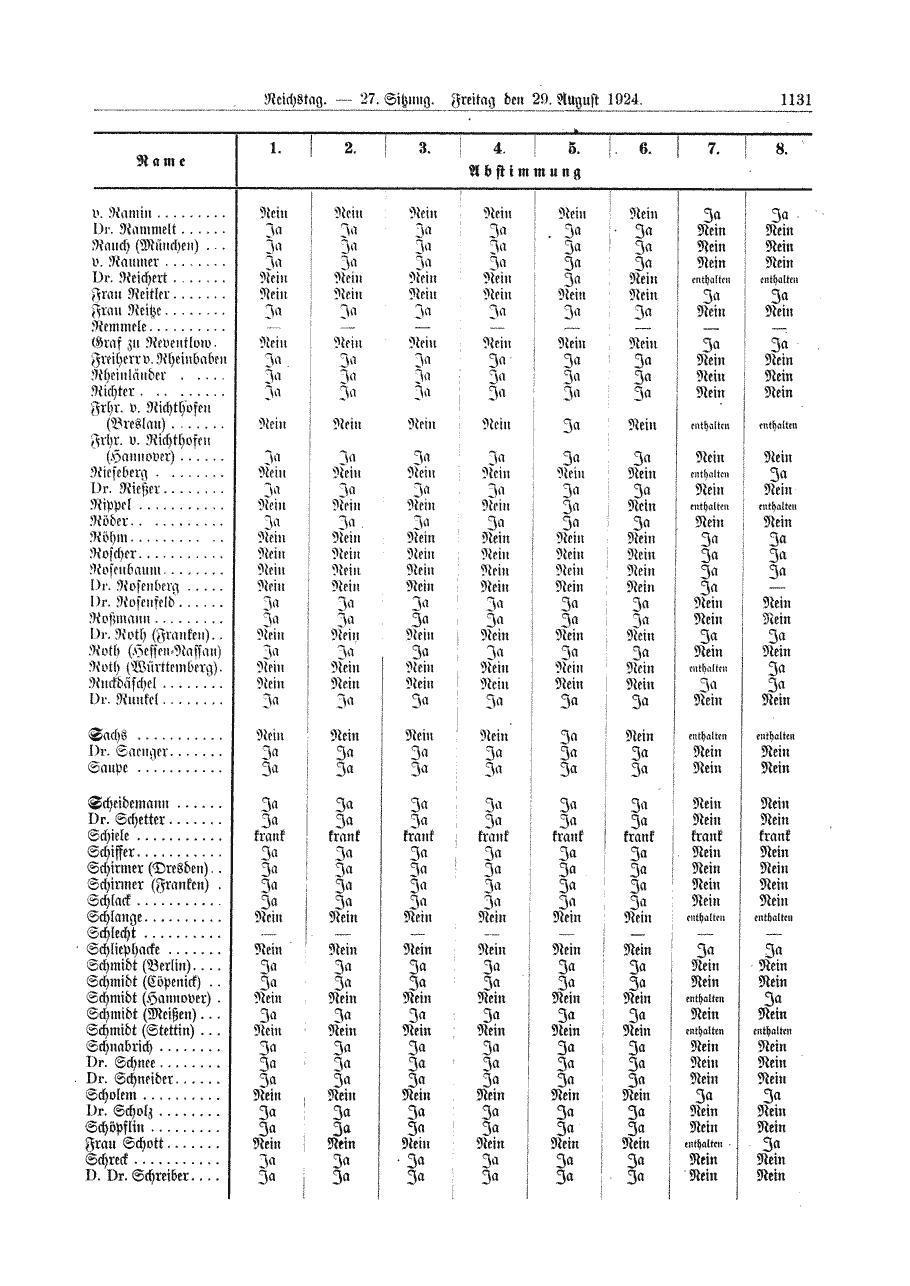 Reichstag. — 27. Sitzung. Freitag den 29. August 1924. 1131
Name 1. 2. 3. 4. 5. 6. 7. 8.
Abstimmung
v. Ramin . . . . . . . . . Nein Nein Nein Nein Nein Nein Ja Ja
Dr. Rammelt . . . . . . Ja Ja Ja Ja Ja Ja Nein Nein
Rauch (München) . . . Ja Ja Ja Ja Ja Ja Nein Nein
v. Raumer . . . . . . . . Ja Ja Ja Ja Ja Ja Nein Nein
Dr. Reichert . . . . . . . Nein Nein Nein Nein Ja Nein enthalten enthalten
Frau Reitler . . . . . . . Nein Nein Nein Nein Nein Nein Ja Ja
Frau Reitze . . . . . . . . Ja Ja Ja Ja Ja Ja Nein Nein
Remmele . . . . . . . . . . — — — — — — — —
Graf zu Reventlow . Nein Nein Nein Nein Nein Nein Ja Ja
Freiherr v. Rheinbaben Ja Ja Ja Ja Ja Ja Nein Nein
Rheinländer . . . . . Ja Ja Ja Ja Ja Ja Nein Nein
Richter . . . . . . . . . Ja Ja Ja Ja Ja Ja Nein Nein
Frhr. v. Richthofen
(Breslau) . . . . . . . Nein Nein Nein Nein Ja Nein enthalten enthalten
Frhr. v. Richthofen
(Hannover) . . . . . . Ja Ja Ja Ja Ja Ja Nein Nein
Rieseberg . . . . . . . . Nein Nein Nein Nein Nein Nein enthalten Ja
Dr. Rießer . . . . . . . . Ja Ja Ja Ja Ja Ja Nein Nein
Rippel . . . . . . . . . . . Nein Nein Nein Nein Ja Nein enthalten enthalten
Röder . . . . . . . . . . . Ja Ja Ja Ja Ja Ja Nein Nein
Röhm . . . . . . . . . . . Nein Nein Nein Nein Nein Nein Ja Ja
Roscher . . . . . . . . . . . Nein Nein Nein Nein Nein Nein Ja Ja
Rosenbaum . . . . . . . . Nein Nein Nein Nein Nein Nein Ja Ja
Dr. Rosenberg . . . . . Nein Nein Nein Nein Nein Nein Ja —
Dr. Rosenfeld . . . . . . Ja Ja Ja Ja Ja Ja Nein Nein
Roßmann . . . . . . . . . Ja Ja Ja Ja Ja Ja Nein Nein
Dr. Roth (Franken) . . Nein Nein Nein Nein Nein Nein Ja Ja
Roth (Hessen-Nassau) Ja Ja Ja Ja Ja Ja Nein Nein
Roth (Württemberg) . Nein Nein Nein Nein Nein Nein enthalten Ja
Ruckdäschel . . . . . . . . Nein Nein Nein Nein Nein Nein Ja Ja
Dr. Runkel . . . . . . . . Ja Ja Ja Ja Ja Ja Nein Nein
Sachs . . . . . . . . . . . Nein Nein Nein Nein Ja Nein enthalten enthalten
Dr. Saenger . . . . . . . Ja Ja Ja Ja Ja Ja Nein Nein
Saupe . . . . . . . . . . . Ja Ja Ja Ja Ja Ja Nein Nein
Scheidemann . . . . . . Ja Ja Ja Ja Ja Ja Nein Nein
Dr. Schetter . . . . . . . Ja Ja Ja Ja Ja Ja Nein Nein
Schiele . . . . . . . . . . . krank krank krank krank krank krank krank krank
Schiffer . . . . . . . . . . . Ja Ja Ja Ja Ja Ja Nein Nein
Schirmer (Dresden) . . Ja Ja Ja Ja Ja Ja Nein Nein
Schirmer (Franken) . Ja Ja Ja Ja Ja Ja Nein Nein
Schlack . . . . . . . . . . . Ja Ja Ja Ja Ja Ja Nein Nein
Schlange . . . . . . . . . . Nein Nein Nein Nein Nein Nein enthalten enthalten
Schlecht . . . . . . . . . . — — — — — — — —
Schliephacke . . . . . . . Nein Nein Nein Nein Nein Nein Ja Ja
Schmidt (Berlin) . . . . Ja Ja Ja Ja Ja Ja Nein Nein
Schmidt (Cöpenick) . . Ja Ja Ja Ja Ja Ja Nein Nein
Schmidt (Hannover) . Nein Nein Nein Nein Nein Nein enthalten Ja
Schmidt (Meißen) . . . Ja Ja Ja Ja Ja Ja Nein Nein
Schmidt (Stettin) . . . Nein Nein Nein Nein Nein Nein enthalten enthalten
Schnabrich . . . . . . . . Ja Ja Ja Ja Ja Ja Nein Nein
Dr. Schnee . . . . . . . . Ja Ja Ja Ja Ja Ja Nein Nein
Dr. Schneider . . . . . . Ja Ja Ja Ja Ja Ja Nein Nein
Scholem . . . . . . . . . . Nein Nein Nein Nein Nein Nein Ja Ja
Dr. Scholz . . . . . . . . Ja Ja Ja Ja Ja Ja Nein Nein
Schöpflin . . . . . . . . . Ja Ja Ja Ja Ja Ja Nein Nein
Frau Schott . . . . . . . Nein Nein Nein Nein Nein Nein enthalten Ja
Schreck . . . . . . . . . . . Ja Ja Ja Ja Ja Ja Nein Nein
D. Dr. Schreiber . . . . Ja Ja Ja Ja Ja Ja Nein Nein